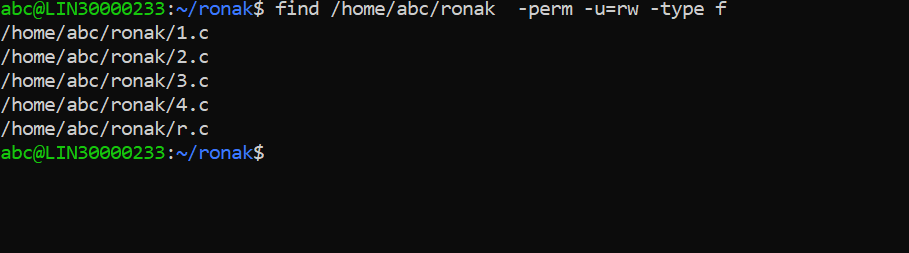 abc@LIN30000233:~/ronak$ find /home/abc/ronak  -perm -u=rw -type f
/home/abc/ronak/1.c
/home/abc/ronak/2.c
/home/abc/ronak/3.c
/home/abc/ronak/4.c
/home/abc/ronak/r.c
abc@LIN30000233:~/ronak$